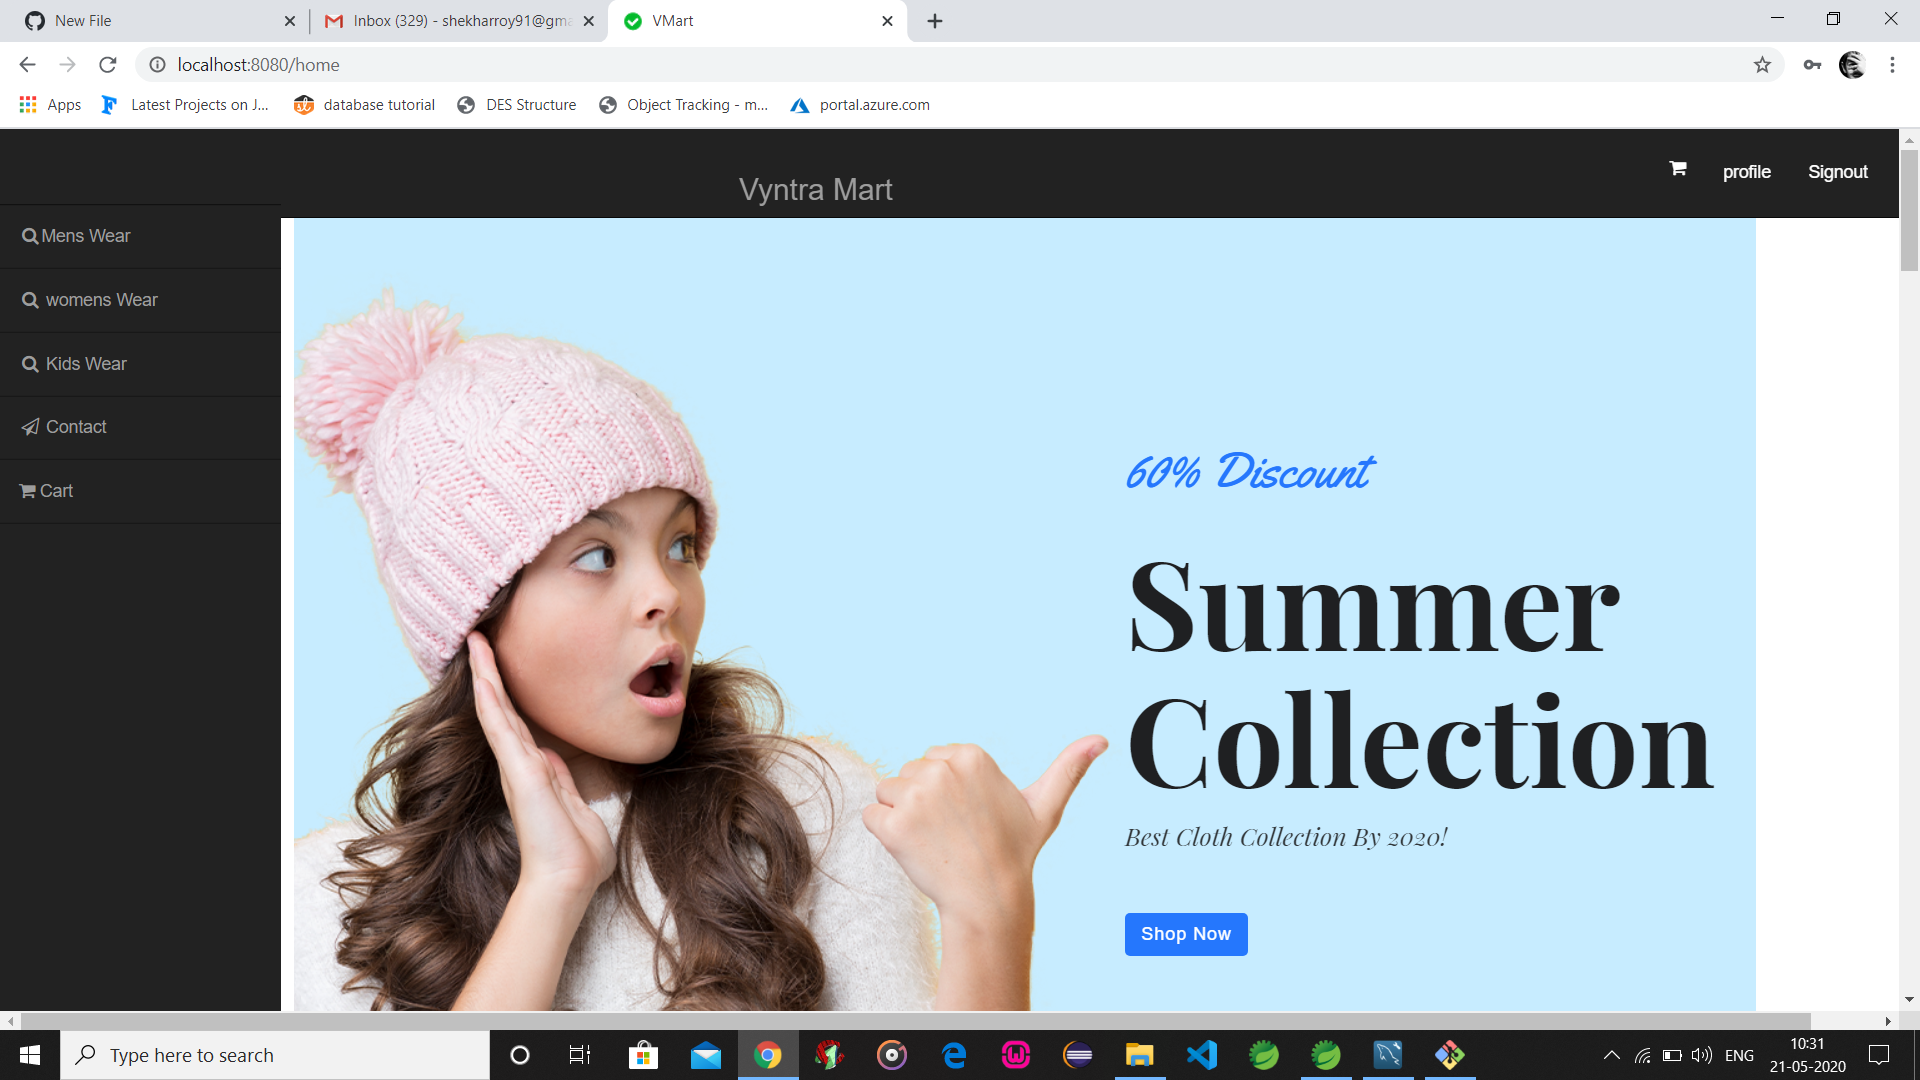 New File
Inbox (329) - shekharroy91@gma
VMart
localhost:8080/home
Apps
Latest Projects on J...
database tutorial
DES Structure
Object Tracking - m...
portal.azure.com
Vyntra Mart
profile
Signout
Mens Wear
womens Wear
Kids Wear
Contact
Cart
60% Discount
Summer
Collection
Best Cloth Collection By 2020!
Shop Now
Type here to search
ENG
10:31
21-05-2020